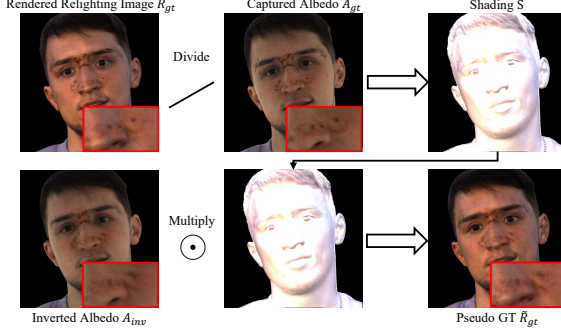 Rendered Relighting Image R_gt
Captured Albedo A_gt
Shading S
Divide
Multiply
Inverted Albedo A_inv
Pseudo GT R̃_gt